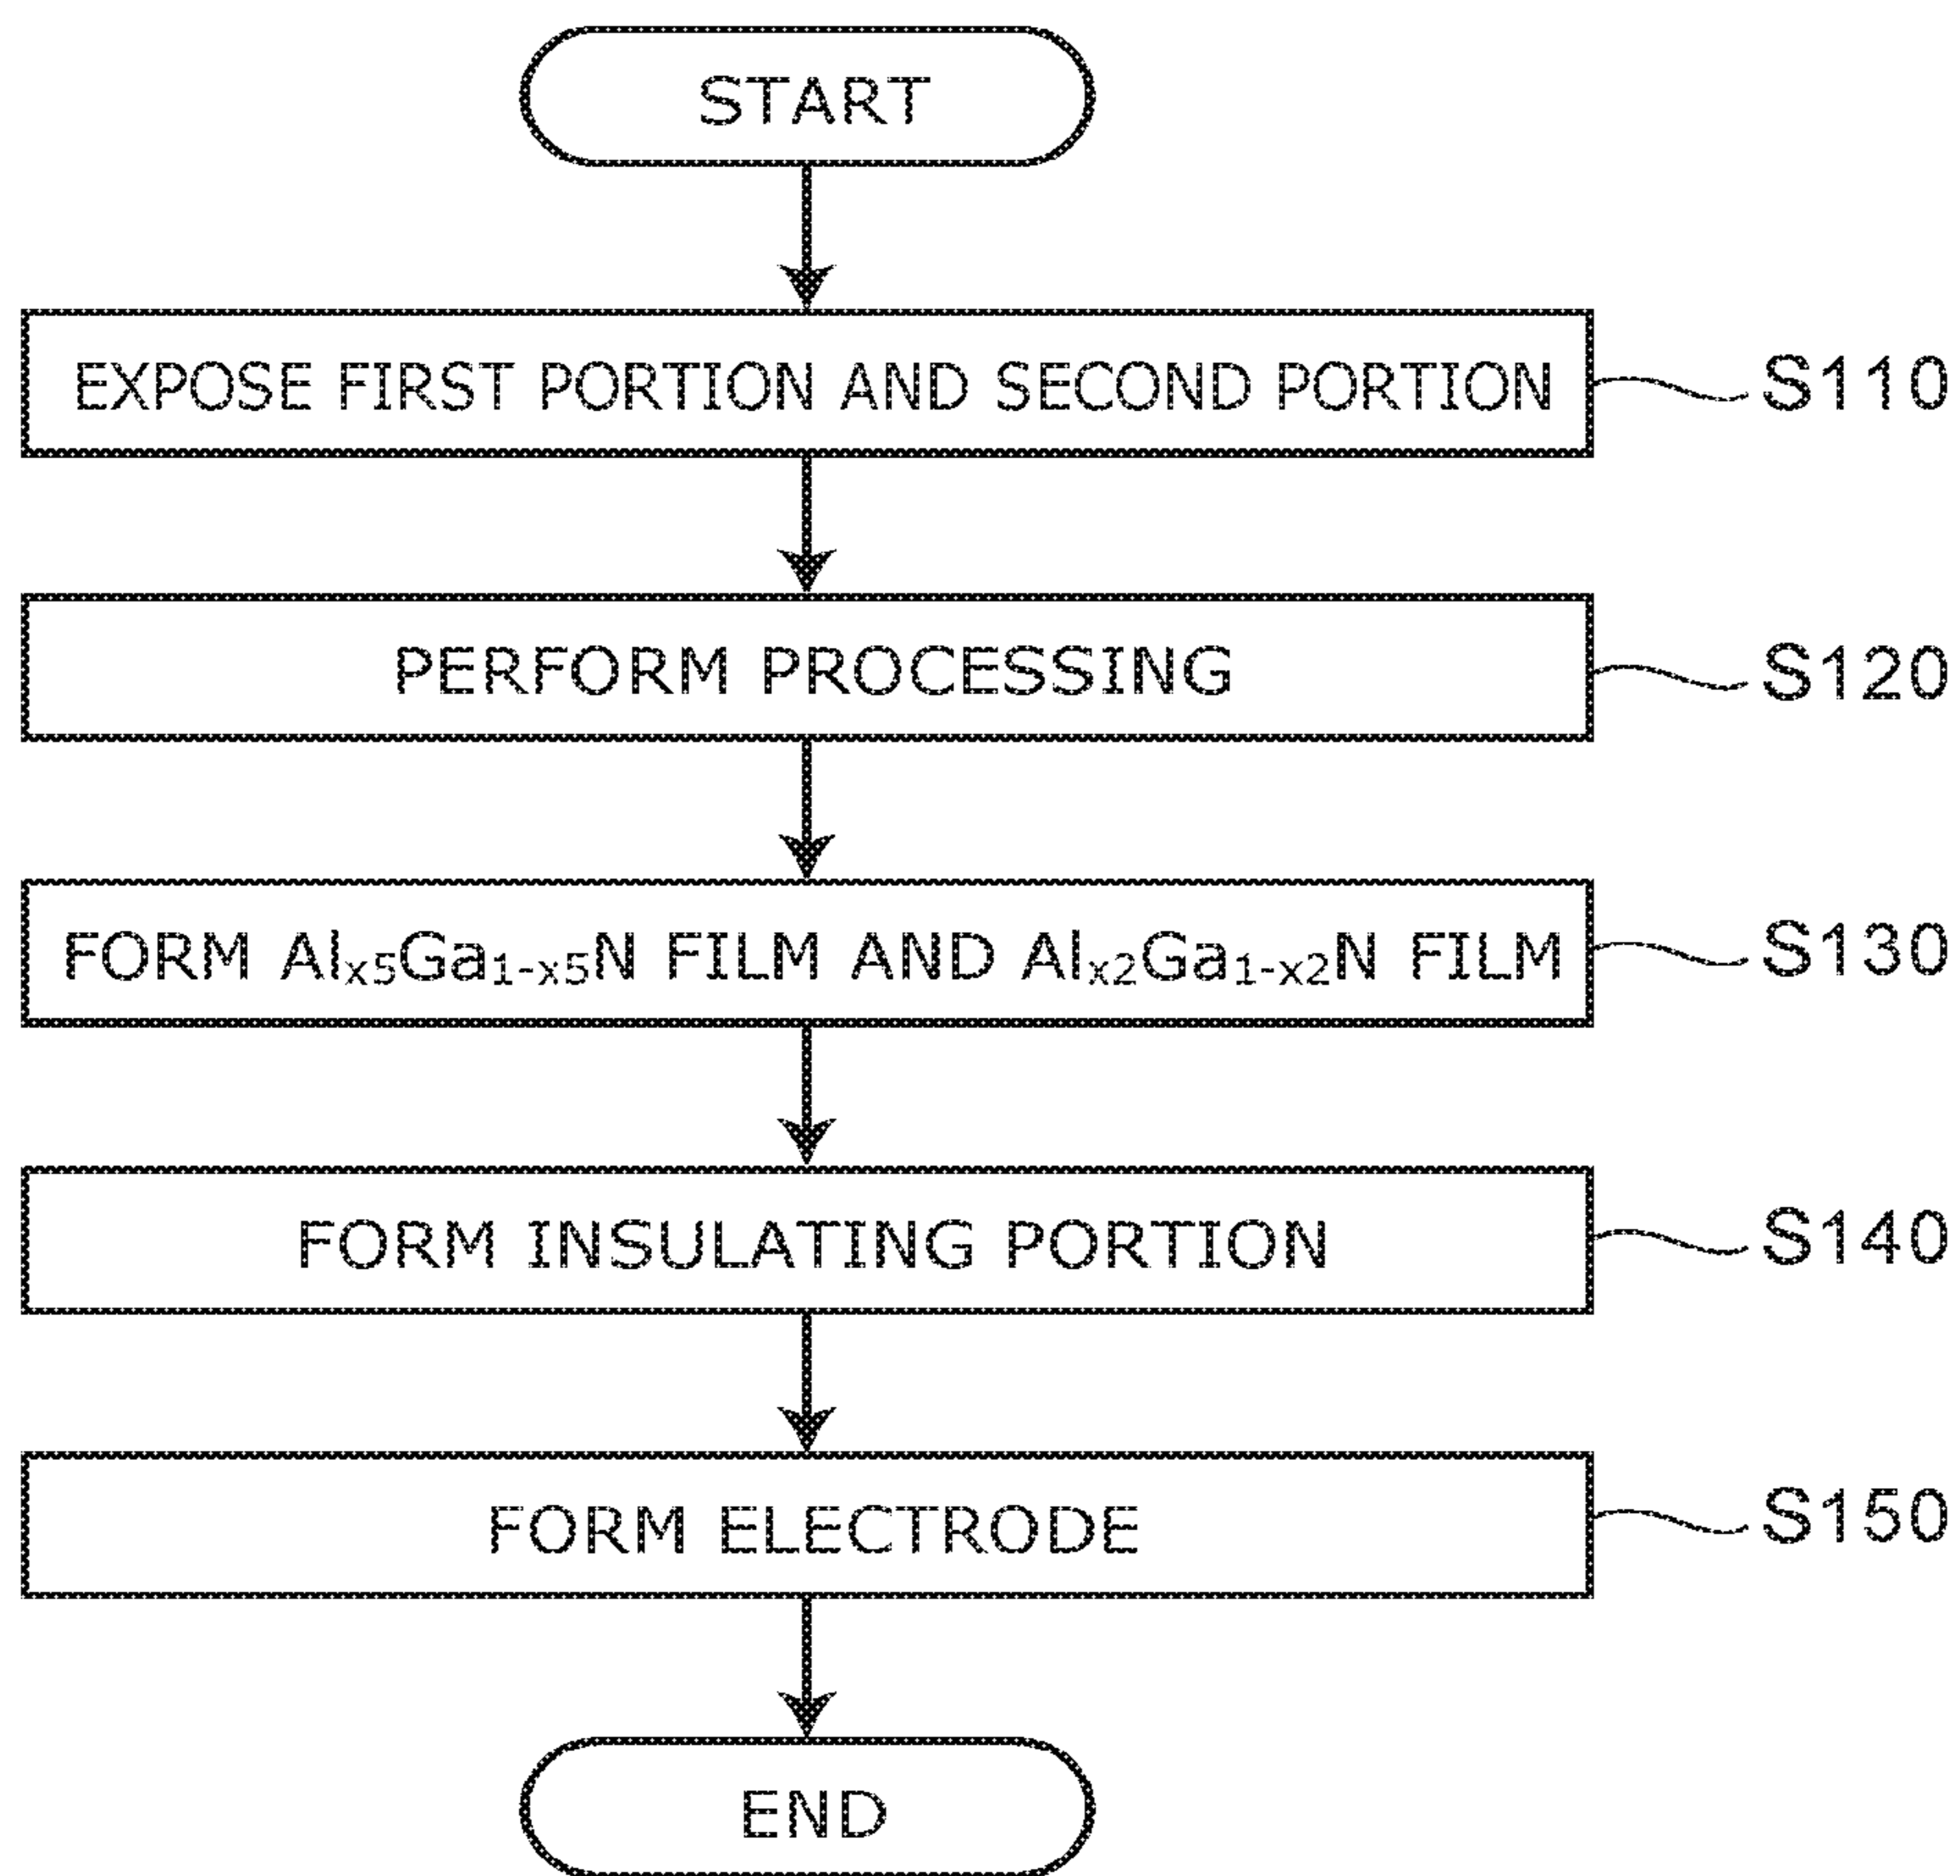 START
EXPOSE FIRST PORTION AND SECOND PORTION S110
PERFORM PROCESSING S120
FORM Alx5Ga1-x5N FILM AND Alx2Ga1-x2N FILM S130
FORM INSULATING PORTION S140
FORM ELECTRODE S150
END